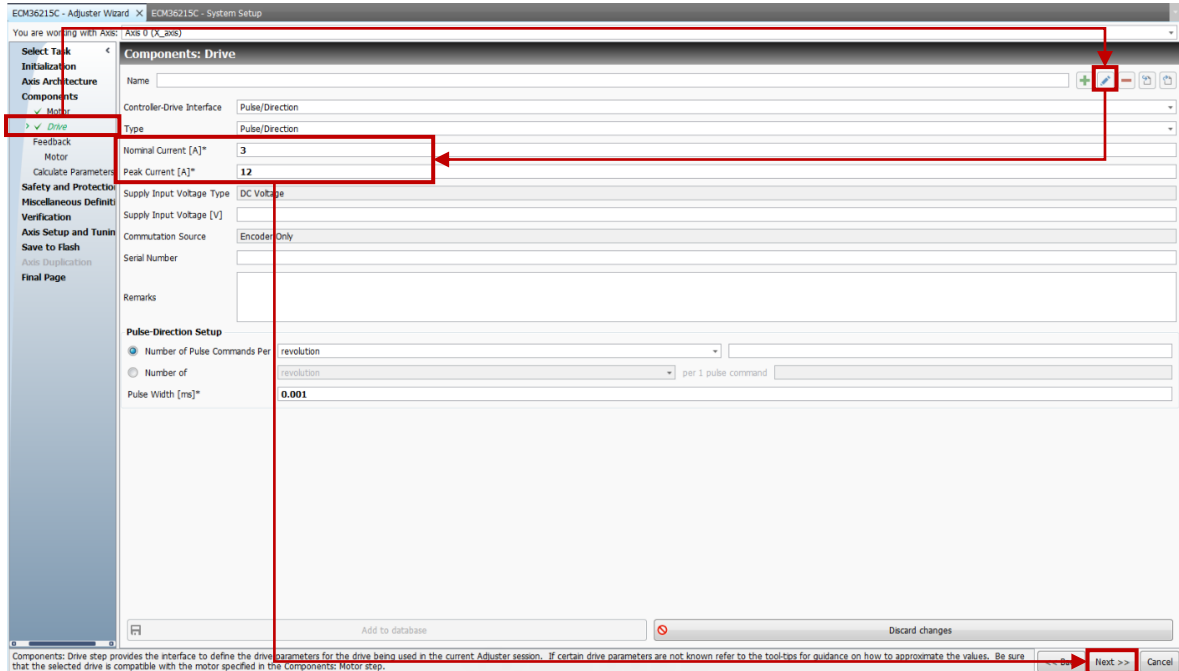 ECM36215C - Adjuster Wizard X ECM36215C - System Setup
You are working with Axis: Axis 0 (X_axis)
Select Task <
Initialization
Axis Architecture
Components
Motor
Drive
Feedback
Motor
Calculate Parameters
Safety and Protectio
Miscellaneous Definiti
Verification
Axis Setup and Tunin
Save to Flash
Axis Duplication
Final Page
Components: Drive
Name
Controller-Drive Interface Pulse/Direction
Type Pulse/Direction
Nominal Current [A]* 3
Peak Current [A]* 12
Supply Input Voltage Type DC Voltage
Supply Input Voltage [V]
Commutation Source Encoder Only
Serial Number
Remarks
Pulse-Direction Setup
Number of Pulse Commands Per revolution
Number of revolution per 1 pulse command
Pulse Width [ms]* 0.001
Add to database Discard changes
Components: Drive step provides the interface to define the drive parameters for the drive being used in the current Adjuster session. If certain drive parameters are not known refer to the tool-tips for guidance on how to approximate the values. Be sure
that the selected drive is compatible with the motor specified in the Components: Motor step.
Next >> Cancel